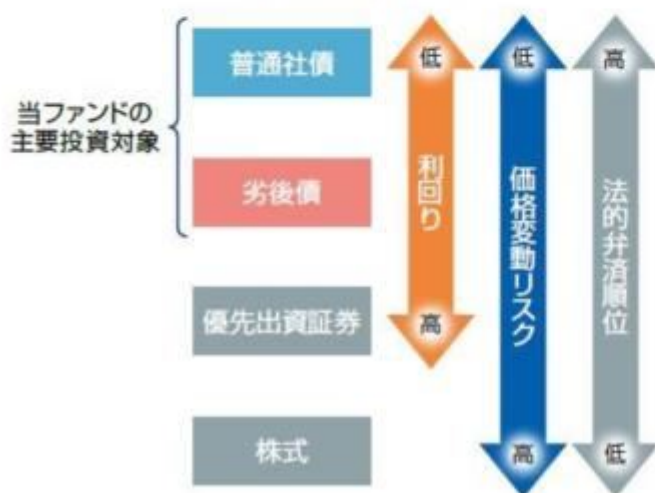 当ファンドの
主要投資対象
普通社債
劣後債
優先出資証券
株式
低
利回り
高
低
価格変動リスク
高
高
法的弁済順位
低